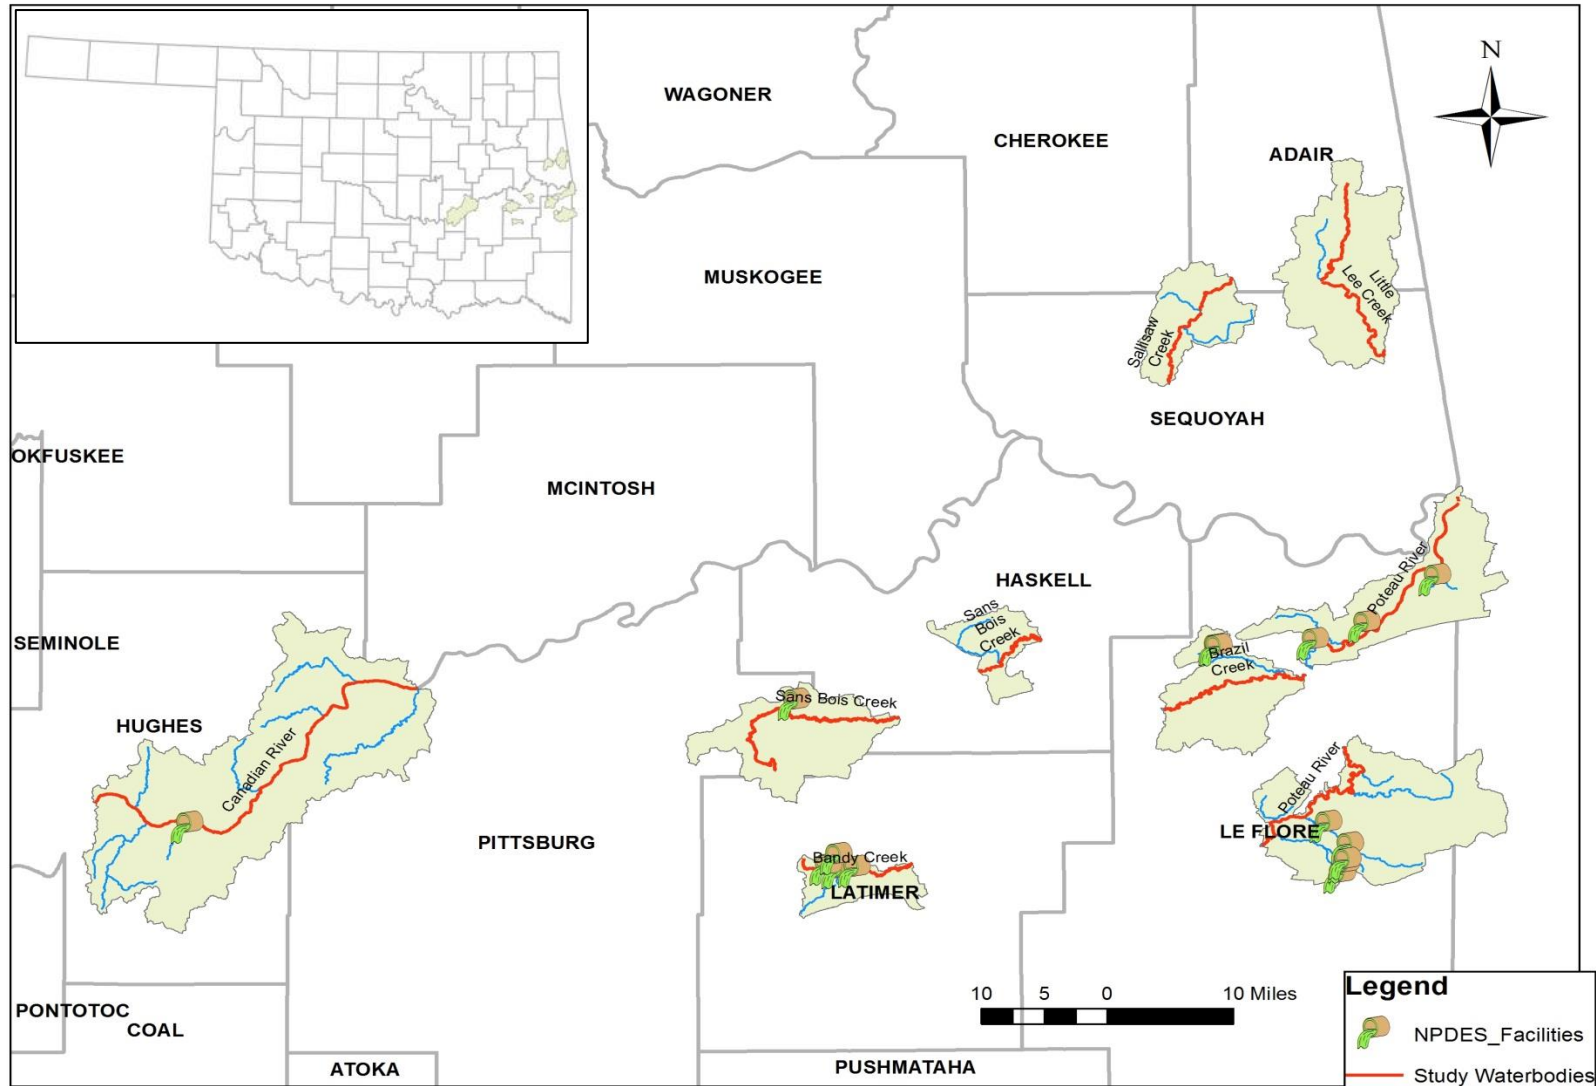 N
WAGONER
CHEROKEE
ADAIR
MUSKOGEE
Little
Lee Creek
Sallisaw
Creek
SEQUOYAH
OKFUSKEE
MCINTOSH
HASKELL
Sans
Bois
Creek
Poteau River
SEMINOLE
Brazil
Creek
Sans Bois Creek
HUGHES
Canadian River
Poteau River
LE FLORE
PITTSBURG
Bandy Creek
LATIMER
10 5 0 10 Miles
PONTOTOC
COAL
ATOKA
PUSHMATAHA
Legend
NPDES_Facilities
Study Waterbodies